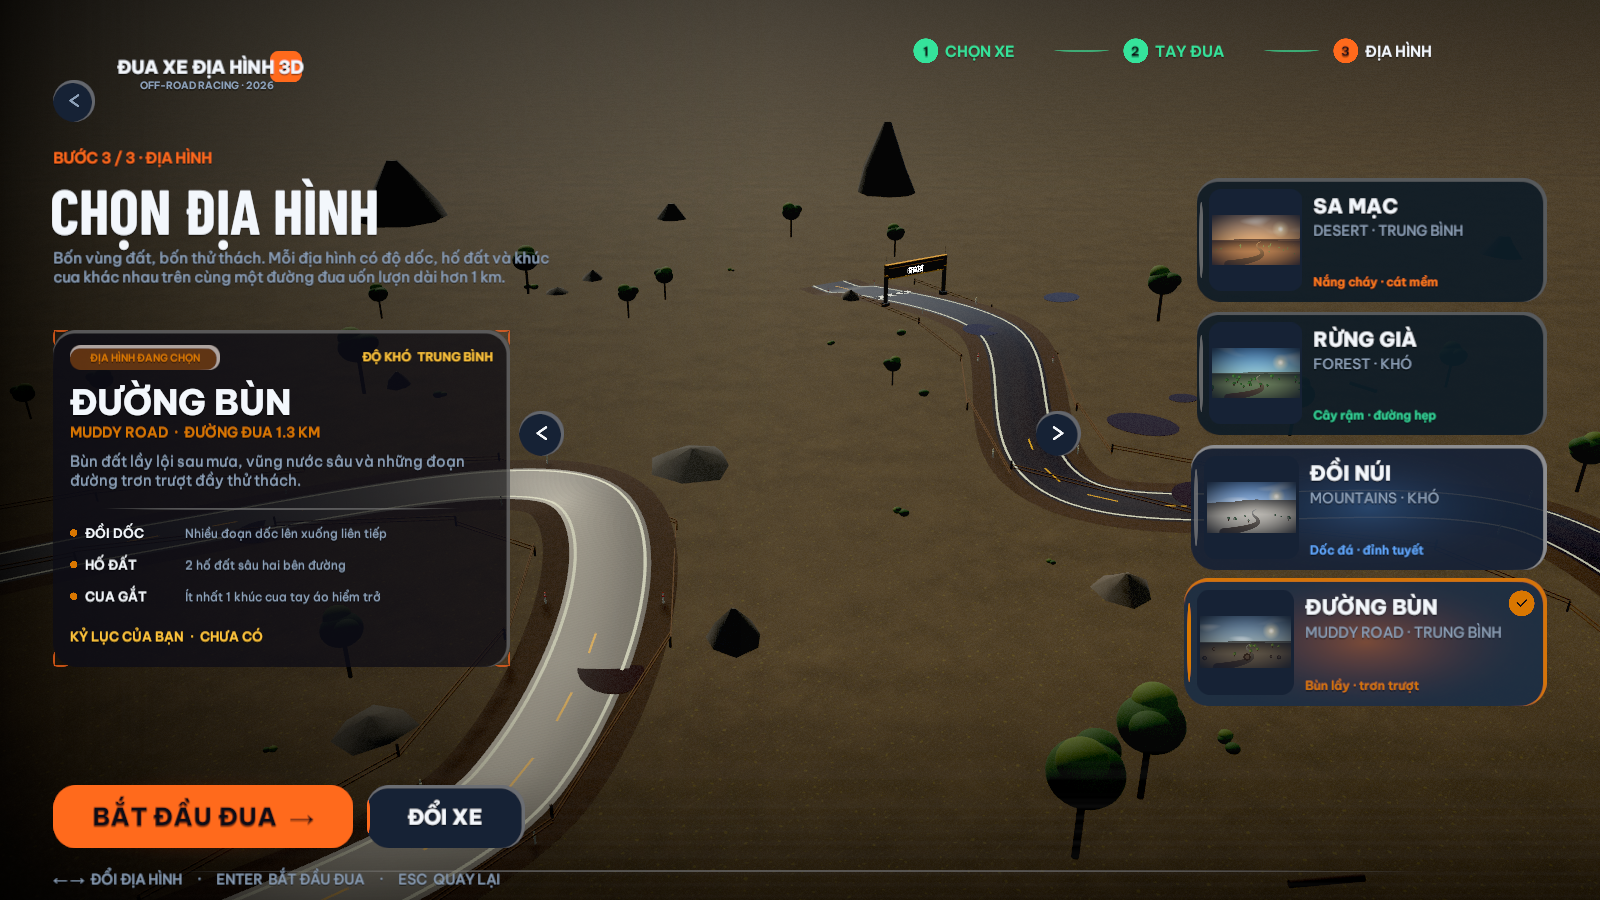 ĐUA XE ĐỊA HÌNH 3D
OFF-ROAD RACING · 2026
1 CHỌN XE
2 TAY ĐUA
3 ĐỊA HÌNH
<
BƯỚC 3 / 3 · ĐỊA HÌNH
CHỌN ĐỊA HÌNH
Bốn vùng đất, bốn thử thách. Mỗi địa hình có độ dốc, hố đất và khúc
cua khác nhau trên cùng một đường đua uốn lượn dài hơn 1 km.
ĐỊA HÌNH ĐANG CHỌN
ĐỘ KHÓ TRUNG BÌNH
ĐƯỜNG BÙN
MUDDY ROAD · ĐƯỜNG ĐUA 1.3 KM
Bùn đất lầy lội sau mưa, vũng nước sâu và những đoạn
đường trơn trượt đầy thử thách.
ĐỒI DỐC Nhiều đoạn dốc lên xuống liên tiếp
HỐ ĐẤT 2 hố đất sâu hai bên đường
CUA GẮT Ít nhất 1 khúc cua tay áo hiểm trở
KỶ LỤC CỦA BẠN · CHƯA CÓ
<
>
SA MẠC
DESERT · TRUNG BÌNH
Nắng cháy · cát mềm
RỪNG GIÀ
FOREST · KHÓ
Cây rậm · đường hẹp
ĐỒI NÚI
MOUNTAINS · KHÓ
Dốc đá · đỉnh tuyết
ĐƯỜNG BÙN
MUDDY ROAD · TRUNG BÌNH
Bùn lầy · trơn trượt
BẮT ĐẦU ĐUA →
ĐỔI XE
←→ ĐỔI ĐỊA HÌNH · ENTER BẮT ĐẦU ĐUA · ESC QUAY LẠI